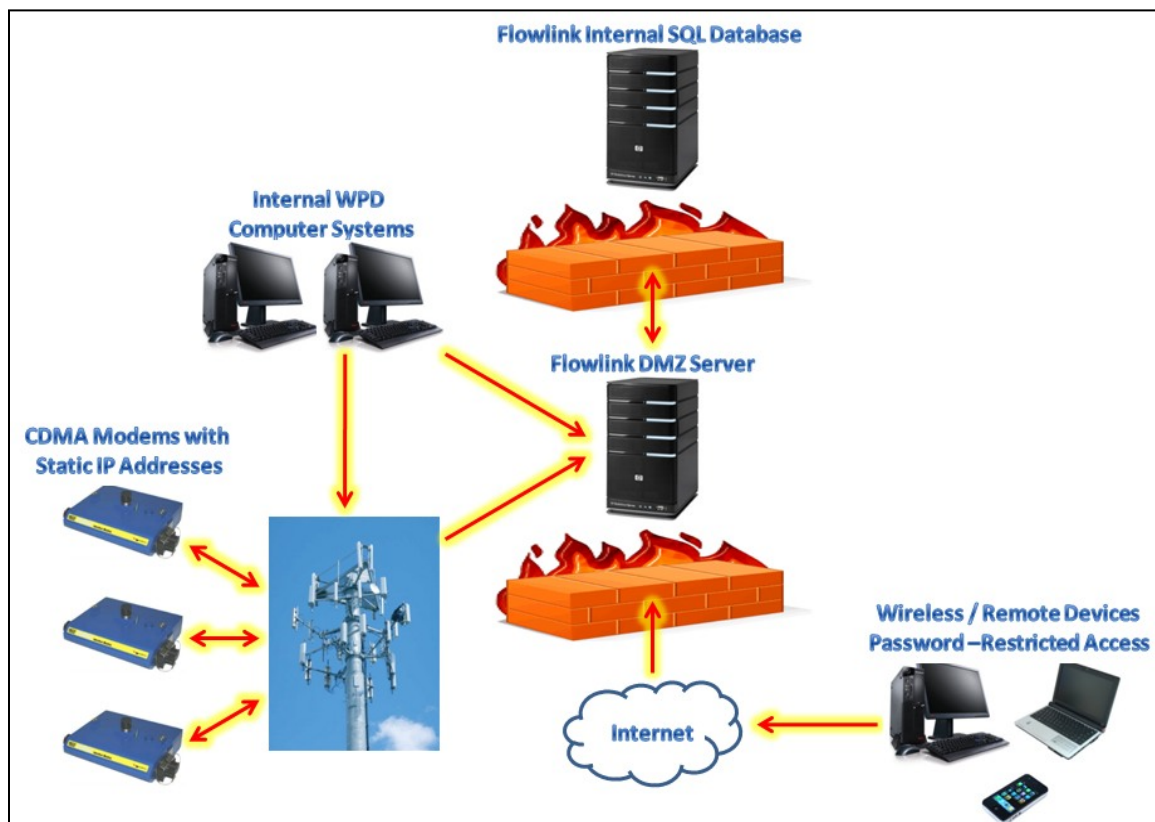 Flowlink Internal SQL Database
Internal WPD
Computer Systems
Flowlink DMZ Server
CDMA Modems with
Static IP Addresses
Wireless / Remote Devices
Password –Restricted Access
Internet